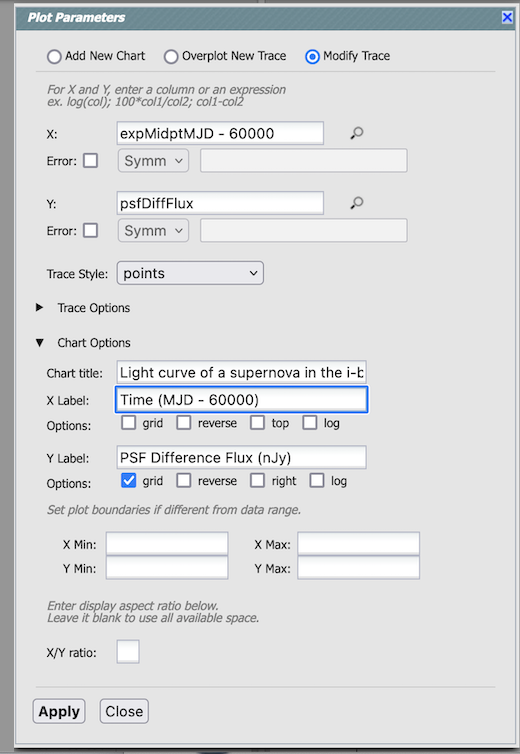 Plot Parameters
Add New Chart Overplot New Trace Modify Trace
For X and Y, enter a column or an expression
ex. log(col); 100*col1/col2; col1-col2
X: expMidptMJD - 60000
Error: Symm
Y: psfDiffFlux
Error: Symm
Trace Style: points
Trace Options
Chart Options
Chart title: Light curve of a supernova in the i-b
X Label: Time (MJD - 60000)
Options: grid reverse top log
Y Label: PSF Difference Flux (nJy)
Options: grid reverse right log
Set plot boundaries if different from data range.
X Min: X Max:
Y Min: Y Max:
Enter display aspect ratio below.
Leave it blank to use all available space.
X/Y ratio:
Apply Close